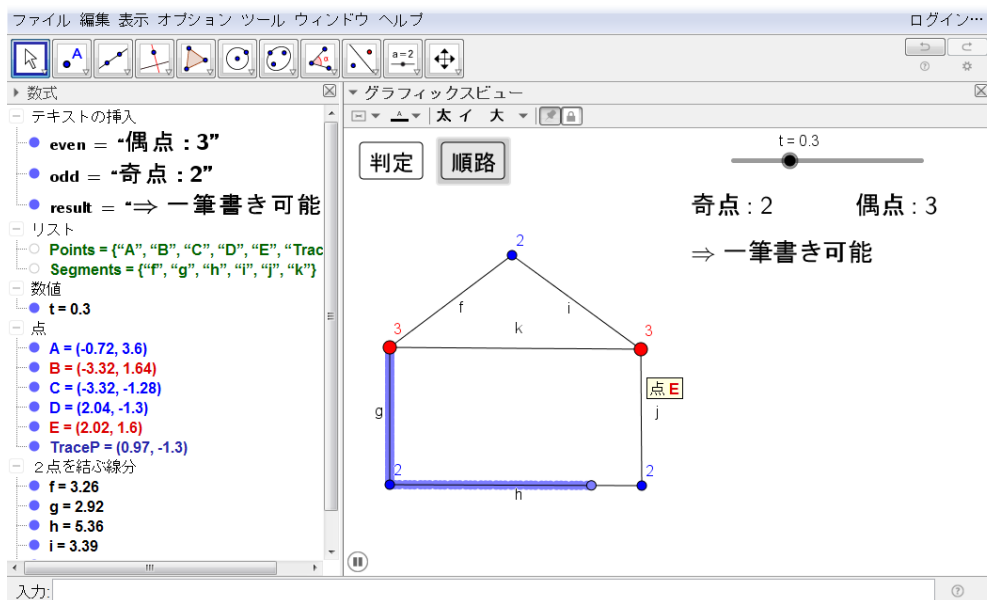 ファイル 編集 表示 オプション ツール ウィンドウ ヘルプ ログイン…
A
α
a=2
数式
テキストの挿入
even = “偶点 : 3”
odd = “奇点 : 2”
result = “⇒ 一筆書き可能
リスト
Points = {“A”, “B”, “C”, “D”, “E”, “Trac
Segments = {“f”, “g”, “h”, “i”, “j”, “k”}
数値
t = 0.3
点
A = (-0.72, 3.6)
B = (-3.32, 1.64)
C = (-3.32, -1.28)
D = (2.04, -1.3)
E = (2.02, 1.6)
TraceP = (0.97, -1.3)
２点を結ぶ線分
f = 3.26
g = 2.92
h = 5.36
i = 3.39
グラフィックスビュー
A 太 イ 大
判定 順路
t = 0.3
奇点 : 2 偶点 : 3
⇒ 一筆書き可能
2
f i
3 k 3
点 E
g j
2 2
h
入力: